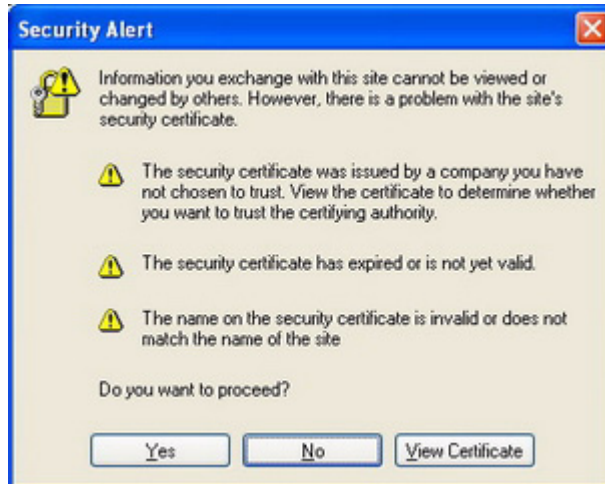 Security Alert
Information you exchange with this site cannot be viewed or
changed by others. However, there is a problem with the site's
security certificate.
The security certificate was issued by a company you have
not chosen to trust. View the certificate to determine whether
you want to trust the certifying authority.
The security certificate has expired or is not yet valid.
The name on the security certificate is invalid or does not
match the name of the site
Do you want to proceed?
Yes No View Certificate